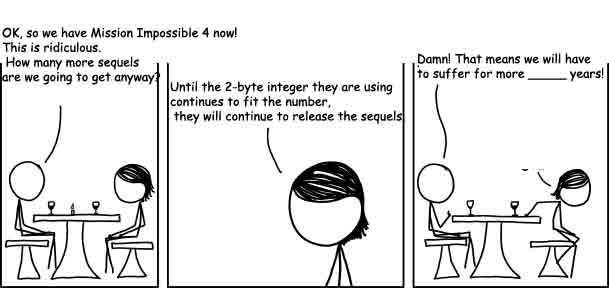 OK, so we have Mission Impossible 4 now!
This is ridiculous.
How many more sequels
are we going to get anyway?
Until the 2-byte integer they are using
continues to fit the number,
they will continue to release the sequels
Damn! That means we will have
to suffer for more _____ years!